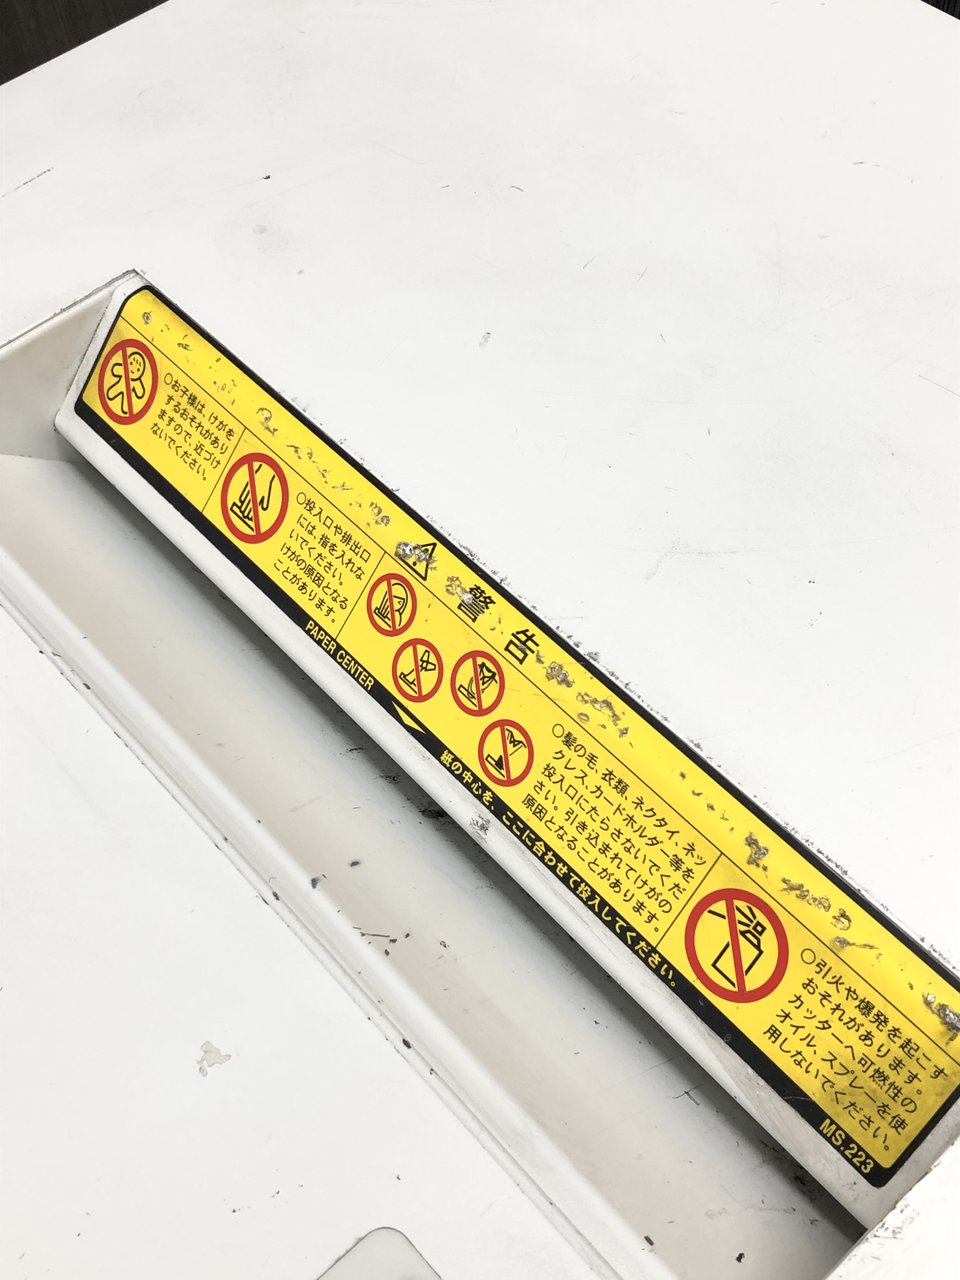 警告
○お子様は、けがを
するおそれがあり
ますので、近づけ
ないでください。
○投入口や排出口
には、指を入れな
いでください。
けがの原因となる
ことがあります。
○髪の毛、衣類、ネクタイ、ネッ
クレス、カードホルダー等を
投入口にたらさないでくだ
さい。引き込まれてけがの
原因となることがあります。
○引火や爆発を起こす
おそれがあります。
カッターへ可燃性の
オイル、スプレーを使
用しないでください。
PAPER CENTER
紙の中心を、ここに合わせて投入してください。
MS.223